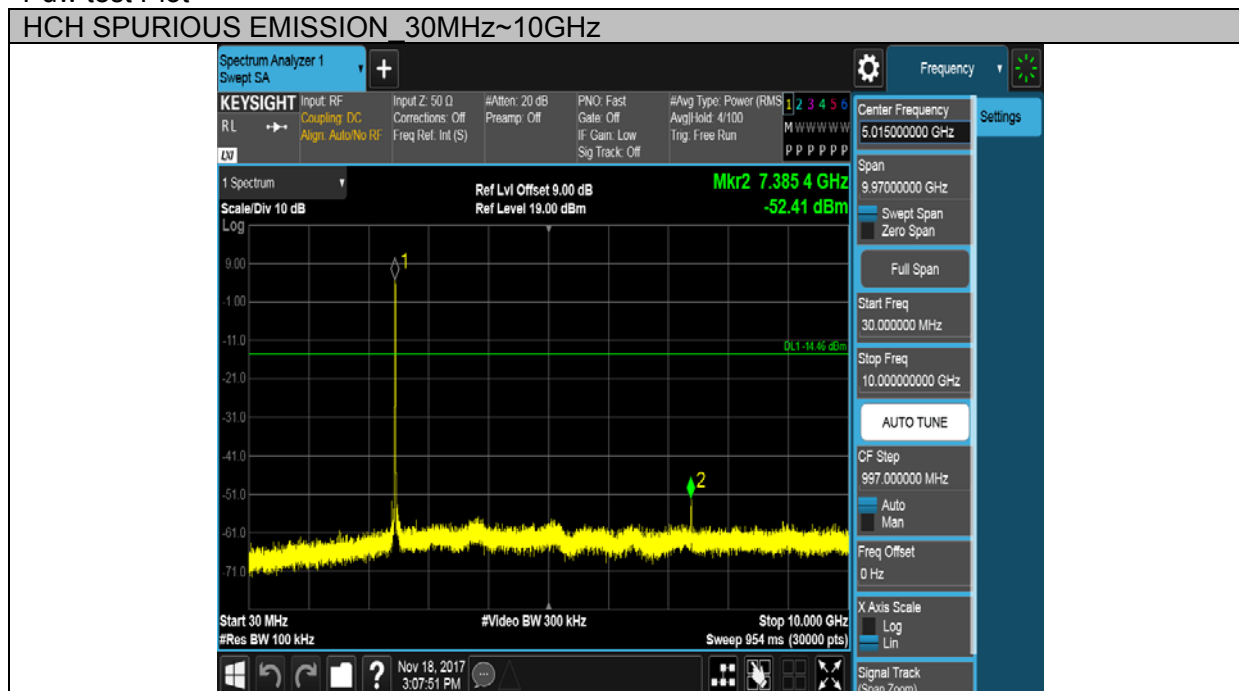 HCH SPURIOUS EMISSION_30MHz~10GHz
Spectrum Analyzer 1
Swept SA
+
Frequency
KEYSIGHT
RL
LXI
Input: RF
Coupling: DC
Align: Auto/No RF
Input Z: 50 Ω
Corrections: Off
Freq Ref: Int (S)
#Atten: 20 dB
Preamp: Off
PNO: Fast
Gate: Off
IF Gain: Low
Sig Track: Off
#Avg Type: Power (RMS
Avg|Hold: 4/100
Trig: Free Run
1 2 3 4 5 6
M W W W W W
P P P P P P
Center Frequency
5.015000000 GHz
Settings
1 Spectrum
Ref Lvl Offset 9.00 dB
Mkr2 7.385 4 GHz
Scale/Div 10 dB
Ref Level 19.00 dBm
-52.41 dBm
Log
9.00
-1.00
-11.0
-21.0
-31.0
-41.0
-51.0
-61.0
-71.0
1
DL1 -14.46 dBm
2
Start 30 MHz
#Video BW 300 kHz
Stop 10.000 GHz
#Res BW 100 kHz
Sweep 954 ms (30000 pts)
Span
9.97000000 GHz
Swept Span
Zero Span
Full Span
Start Freq
30.000000 MHz
Stop Freq
10.000000000 GHz
AUTO TUNE
CF Step
997.000000 MHz
Auto
Man
Freq Offset
0 Hz
X Axis Scale
Log
Lin
Signal Track
(Span Zoom)
?
Nov 18, 2017
3:07:51 PM